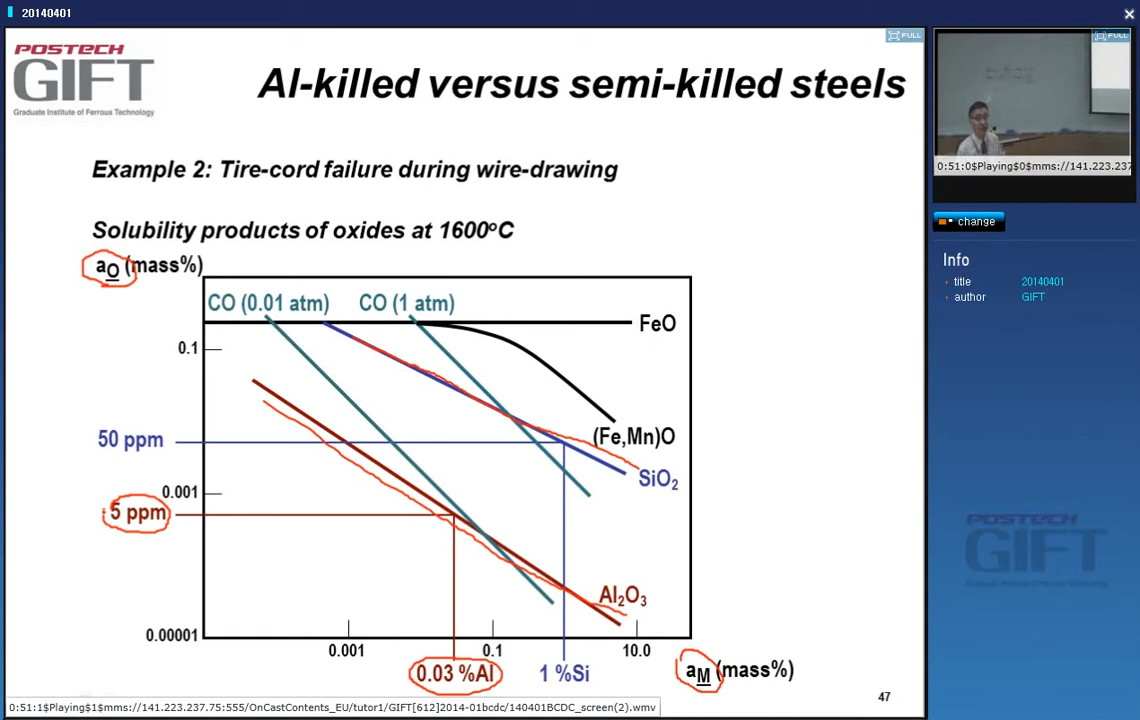 20140401
POSTECH
GIFT
Graduate Institute of Ferrous Technology
FULL
Al-killed versus semi-killed steels
Example 2: Tire-cord failure during wire-drawing
Solubility products of oxides at 1600°C
aO (mass%)
CO (0.01 atm)
CO (1 atm)
FeO
0.1
(Fe,Mn)O
50 ppm
SiO₂
0.001
5 ppm
Al₂O₃
0.00001
0.001
0.1
10.0
0.03 %Al
1 %Si
aM (mass%)
47
0:51:1$Playing$1$mms://141.223.237.75:555/OnCastContents_EU/tutor1/GIFT[612]2014-01bcdc/140401BCDC_screen(2).wmv
FULL
0:51:0$Playing$0$mms://141.223.237
change
Info
title 20140401
author GIFT
POSTECH
GIFT